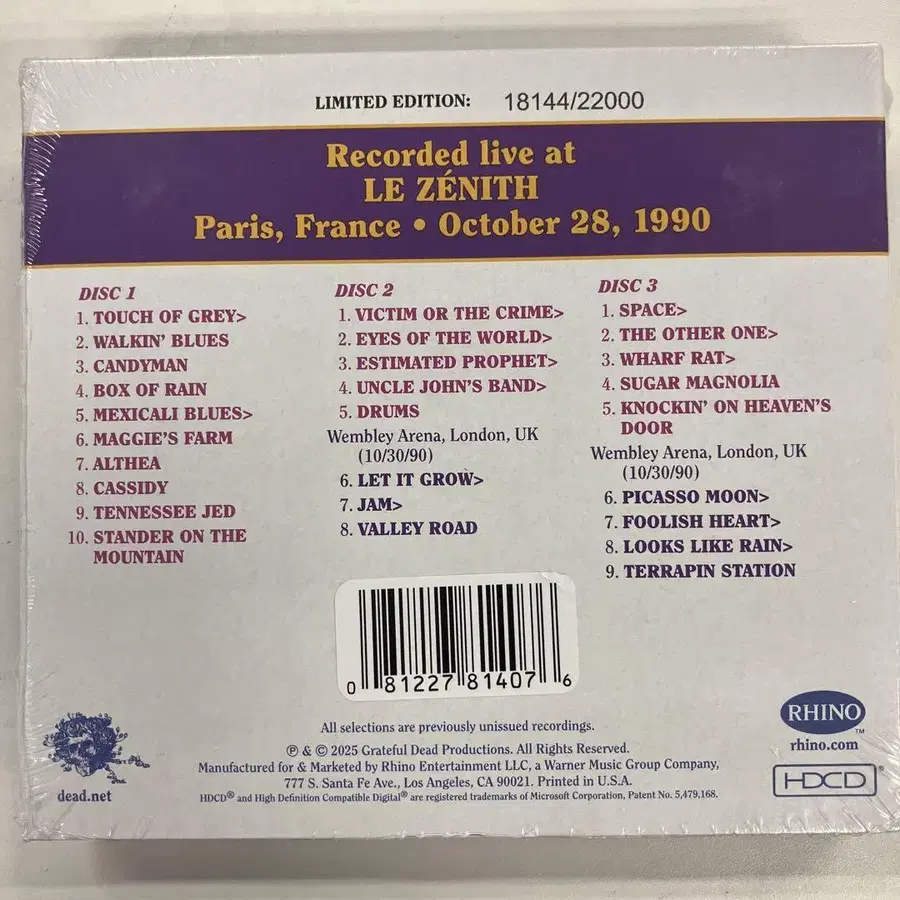 LIMITED EDITION: 18144/22000
Recorded live at
LE ZÉNITH
Paris, France • October 28, 1990
DISC 1
1. TOUCH OF GREY>
2. WALKIN' BLUES
3. CANDYMAN
4. BOX OF RAIN
5. MEXICALI BLUES>
6. MAGGIE'S FARM
7. ALTHEA
8. CASSIDY
9. TENNESSEE JED
10. STANDER ON THE
MOUNTAIN
DISC 2
1. VICTIM OR THE CRIME>
2. EYES OF THE WORLD>
3. ESTIMATED PROPHET>
4. UNCLE JOHN'S BAND>
5. DRUMS
Wembley Arena, London, UK
(10/30/90)
6. LET IT GROW>
7. JAM>
8. VALLEY ROAD
DISC 3
1. SPACE>
2. THE OTHER ONE>
3. WHARF RAT>
4. SUGAR MAGNOLIA
5. KNOCKIN' ON HEAVEN'S
DOOR
Wembley Arena, London, UK
(10/30/90)
6. PICASSO MOON>
7. FOOLISH HEART>
8. LOOKS LIKE RAIN>
9. TERRAPIN STATION
0 81227 81407 6
All selections are previously unissued recordings.
℗ & © 2025 Grateful Dead Productions. All Rights Reserved.
Manufactured for & Marketed by Rhino Entertainment LLC, a Warner Music Group Company,
777 S. Santa Fe Ave., Los Angeles, CA 90021. Printed in U.S.A.
HDCD® and High Definition Compatible Digital® are registered trademarks of Microsoft Corporation, Patent No. 5,479,168.
dead.net
RHINO™
rhino.com
HDCD®